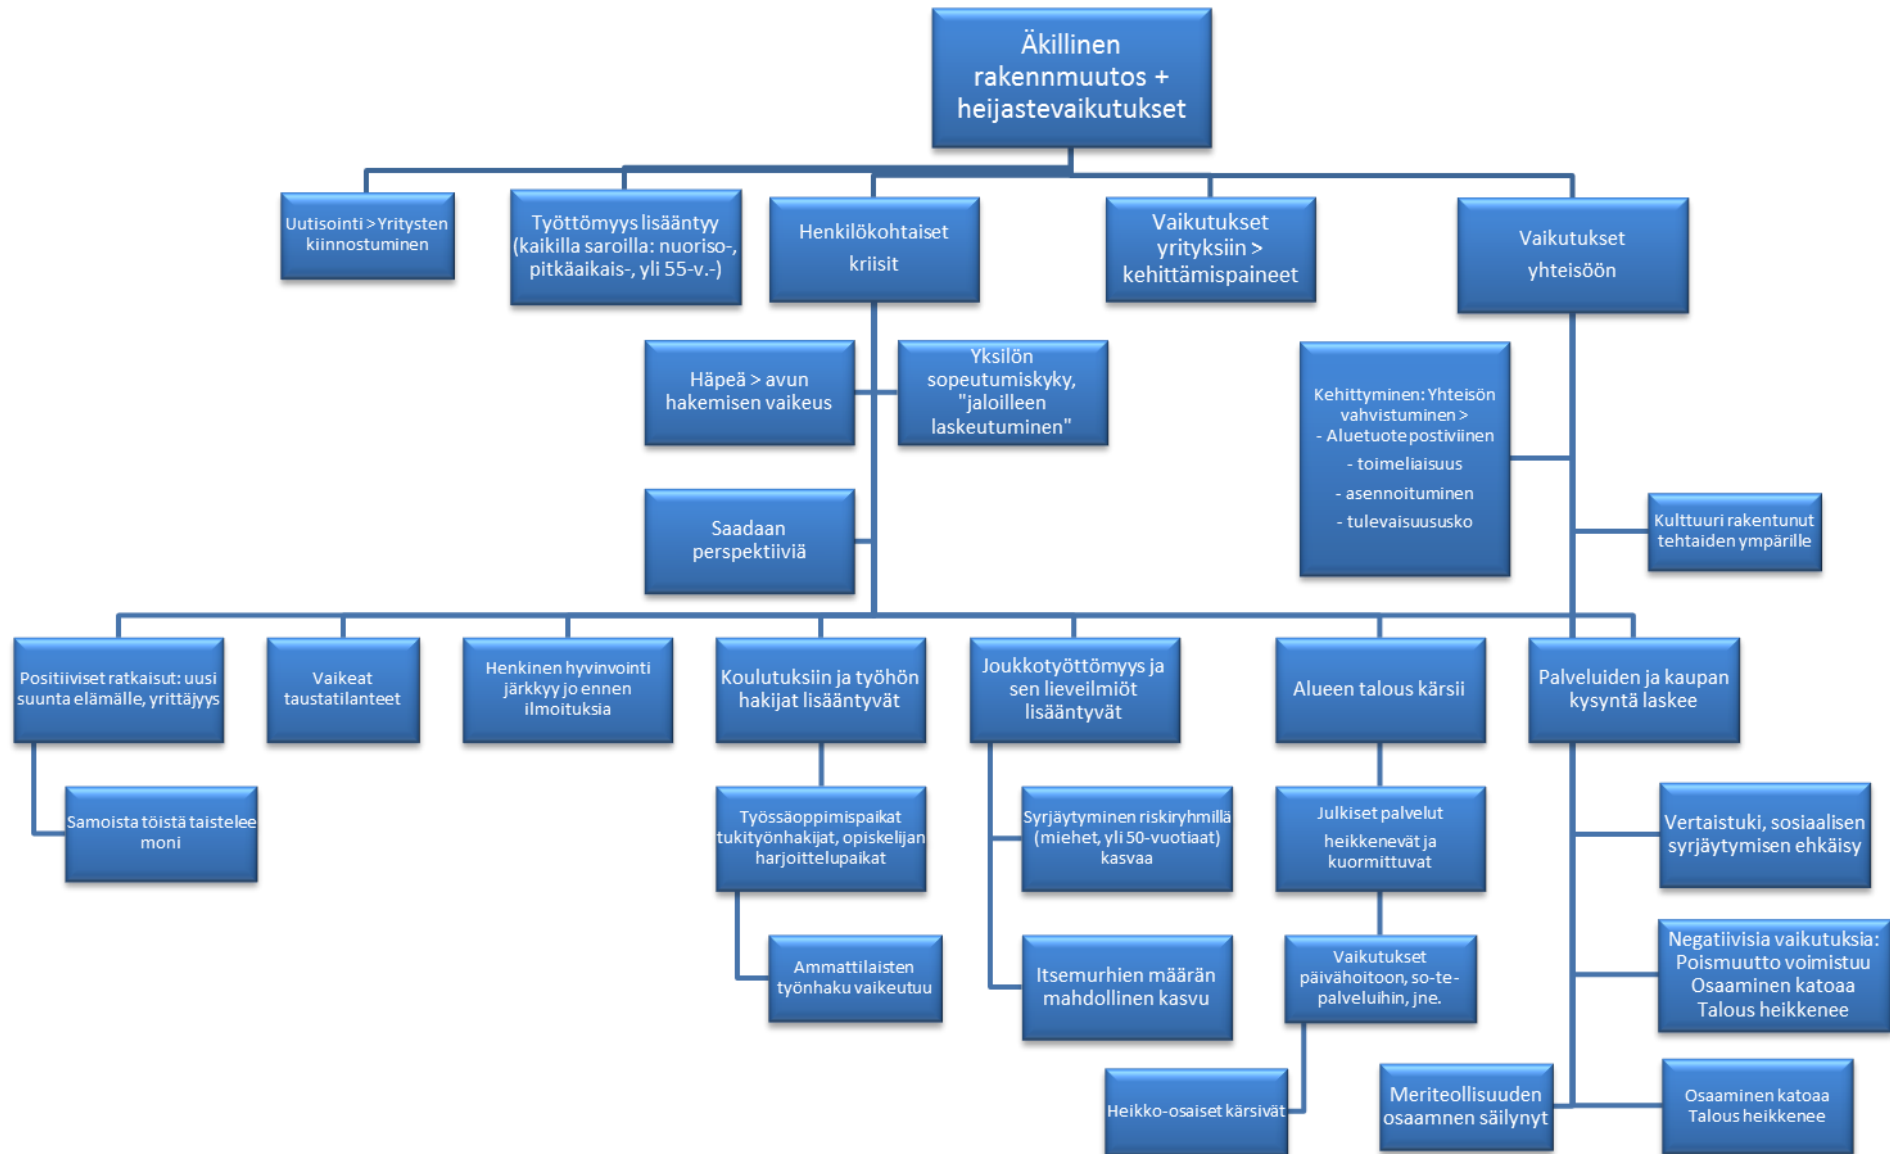 Äkillinen
rakennmuutos +
heijastevaikutukset
Uutisointi > Yritysten
kiinnostuminen
Työttömyys lisääntyy
(kaikilla saroilla: nuoriso-,
pitkäaikais-, yli 55-v.-)
Henkilökohtaiset
kriisit
Vaikutukset
yrityksiin >
kehittämispaineet
Vaikutukset
yhteisöön
Häpeä > avun
hakemisen vaikeus
Yksilön
sopeutumiskyky,
"jaloilleen
laskeutuminen"
Kehittyminen: Yhteisön
vahvistuminen >
- Aluetuote postiviinen
- toimeliaisuus
- asennoituminen
- tulevaisuususko
Saadaan
perspektiiviä
Kulttuuri rakentunut
tehtaiden ympärille
Positiiviset ratkaisut: uusi
suunta elämälle, yrittäjyys
Vaikeat
taustatilanteet
Henkinen hyvinvointi
järkkyy jo ennen
ilmoituksia
Koulutuksiin ja työhön
hakijat lisääntyvät
Joukkotyöttömyys ja
sen lieveilmiöt
lisääntyvät
Alueen talous kärsii
Palveluiden ja kaupan
kysyntä laskee
Samoista töistä taistelee
moni
Työssäoppimispaikat
tukityönhakijat, opiskelijan
harjoittelupaikat
Syrjäytyminen riskiryhmillä
(miehet, yli 50-vuotiaat)
kasvaa
Julkiset palvelut
heikkenevät ja
kuormittuvat
Vertaistuki, sosiaalisen
syrjäytymisen ehkäisy
Ammattilaisten
työnhaku vaikeutuu
Itsemurhien määrän
mahdollinen kasvu
Vaikutukset
päivähoitoon, so-te-
palveluihin, jne.
Negatiivisia vaikutuksia:
Poismuutto voimistuu
Osaaminen katoaa
Talous heikkenee
Heikko-osaiset kärsivät
Meriteollisuuden
osaamnen säilynyt
Osaaminen katoaa
Talous heikkenee